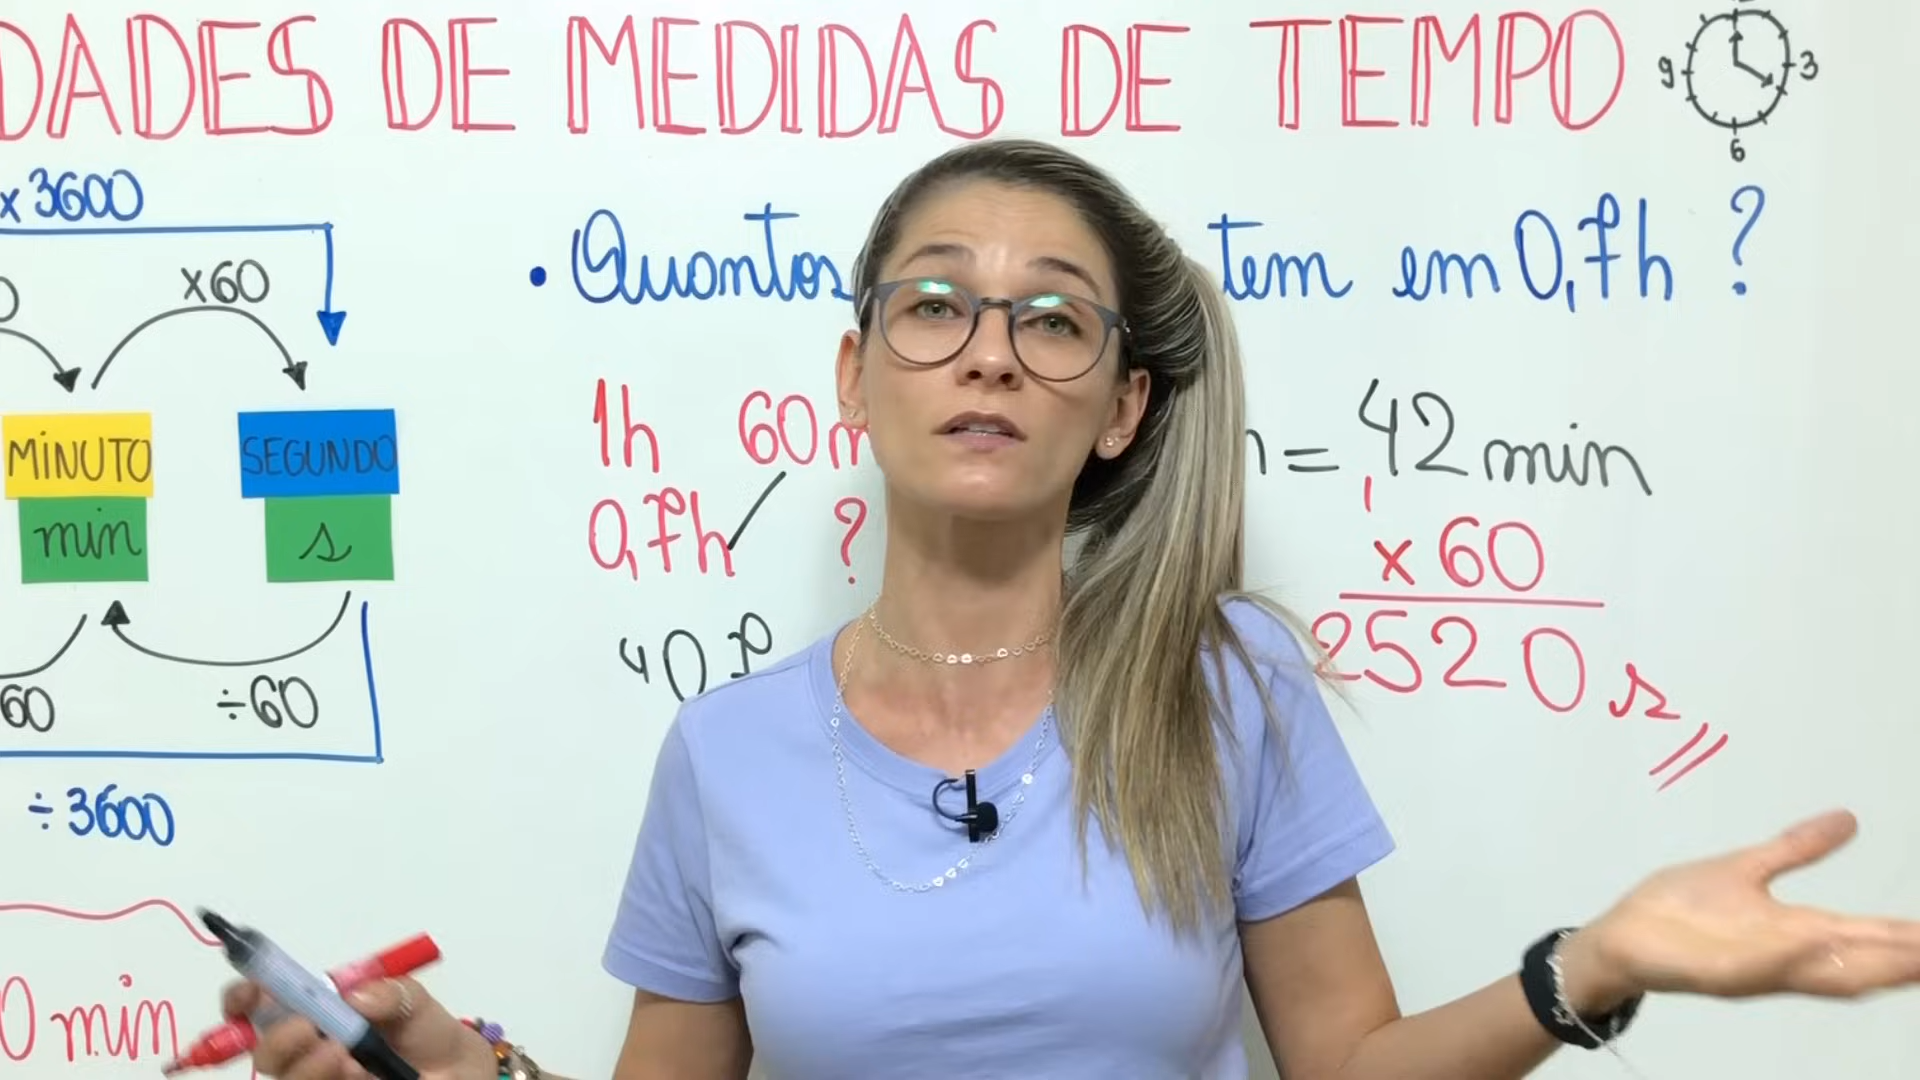 DADES DE MEDIDAS DE TEMPO
9 3 6
x 3600
Quantos tem em 0,7h ?
x60
1h 60m = 42 min
MINUTO SEGUNDO
min s
0,7h ?
x 60
2520 s
60 ÷60
÷ 3600
0 min